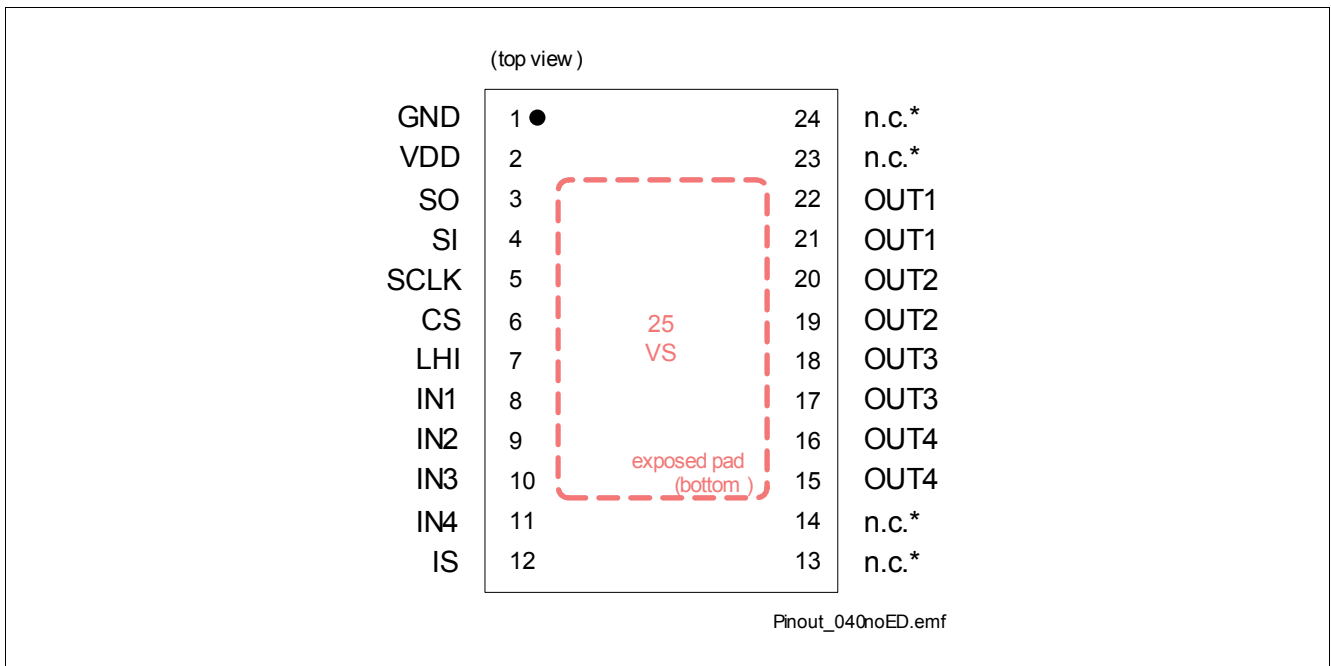 (top view )
GND 1 24 n.c.*
VDD 2 23 n.c.*
SO 3 22 OUT1
SI 4 21 OUT1
SCLK 5 20 OUT2
CS 6 25 19 OUT2
LHI 7 VS 18 OUT3
IN1 8 17 OUT3
IN2 9 16 OUT4
IN3 10 exposed pad (bottom ) 15 OUT4
IN4 11 14 n.c.*
IS 12 13 n.c.*
Pinout_040noED.emf